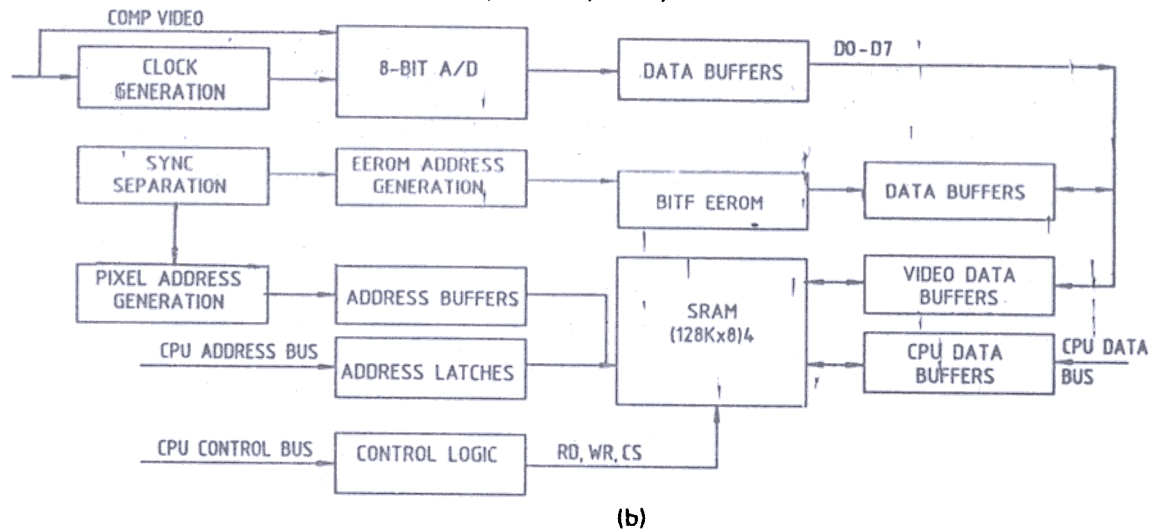 COMP VIDEO
CLOCK
GENERATION
8-BIT A/D
DATA BUFFERS
D0-D7
SYNC
SEPARATION
EEROM ADDRESS
GENERATION
BITF EEROM
DATA BUFFERS
PIXEL ADDRESS
GENERATION
ADDRESS BUFFERS
SRAM
(128Kx8)4
VIDEO DATA
BUFFERS
CPU ADDRESS BUS
ADDRESS LATCHES
CPU DATA
BUFFERS
CPU DATA
BUS
CPU CONTROL BUS
CONTROL LOGIC
RD, WR, CS
(b)